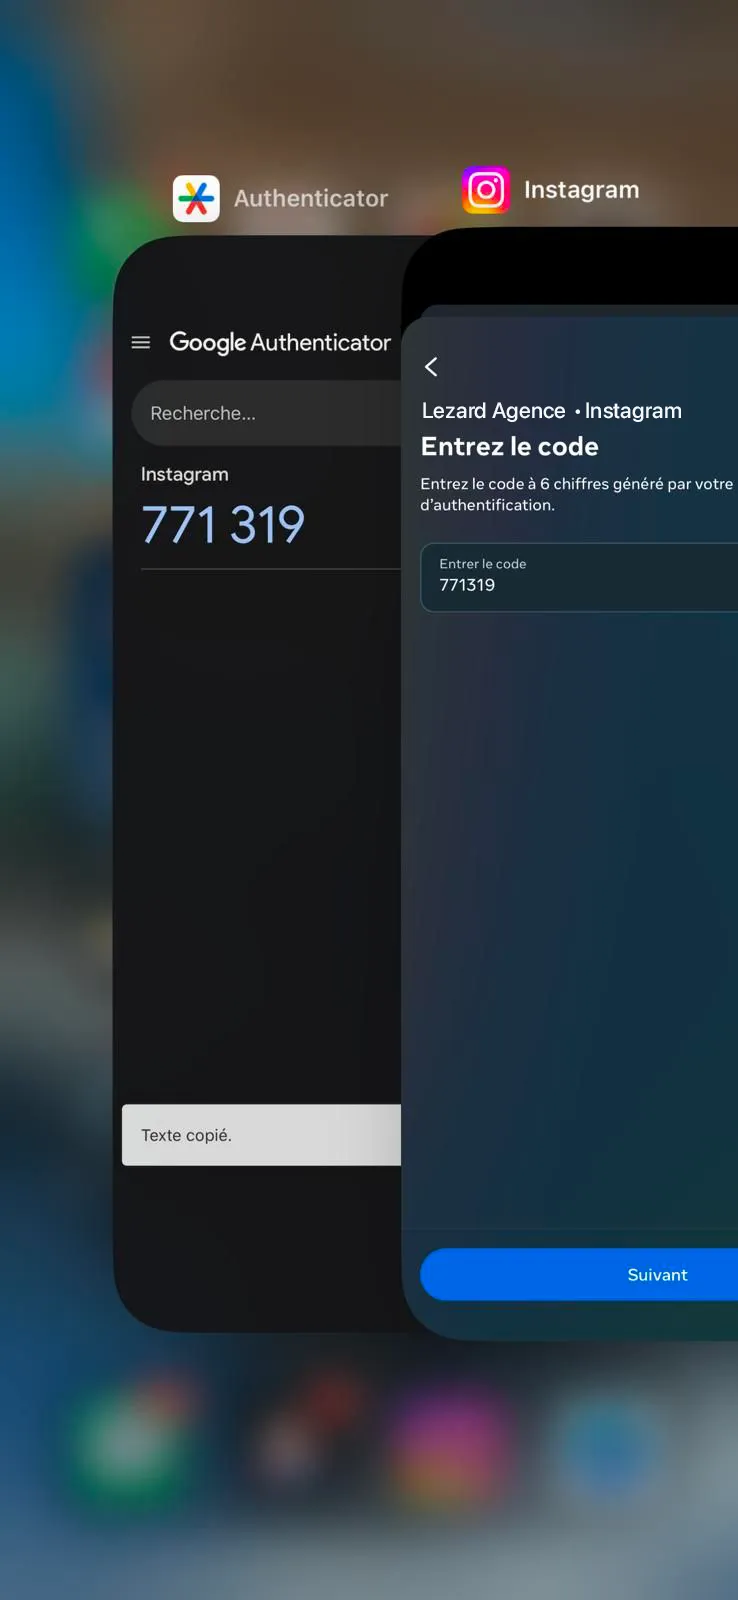 Authenticator
Instagram
Google Authenticator
Recherche...
Instagram
771 319
Texte copié.
Lezard Agence • Instagram
Entrez le code
Entrez le code à 6 chiffres généré par votre
d’authentification.
Entrer le code
771319
Suivant